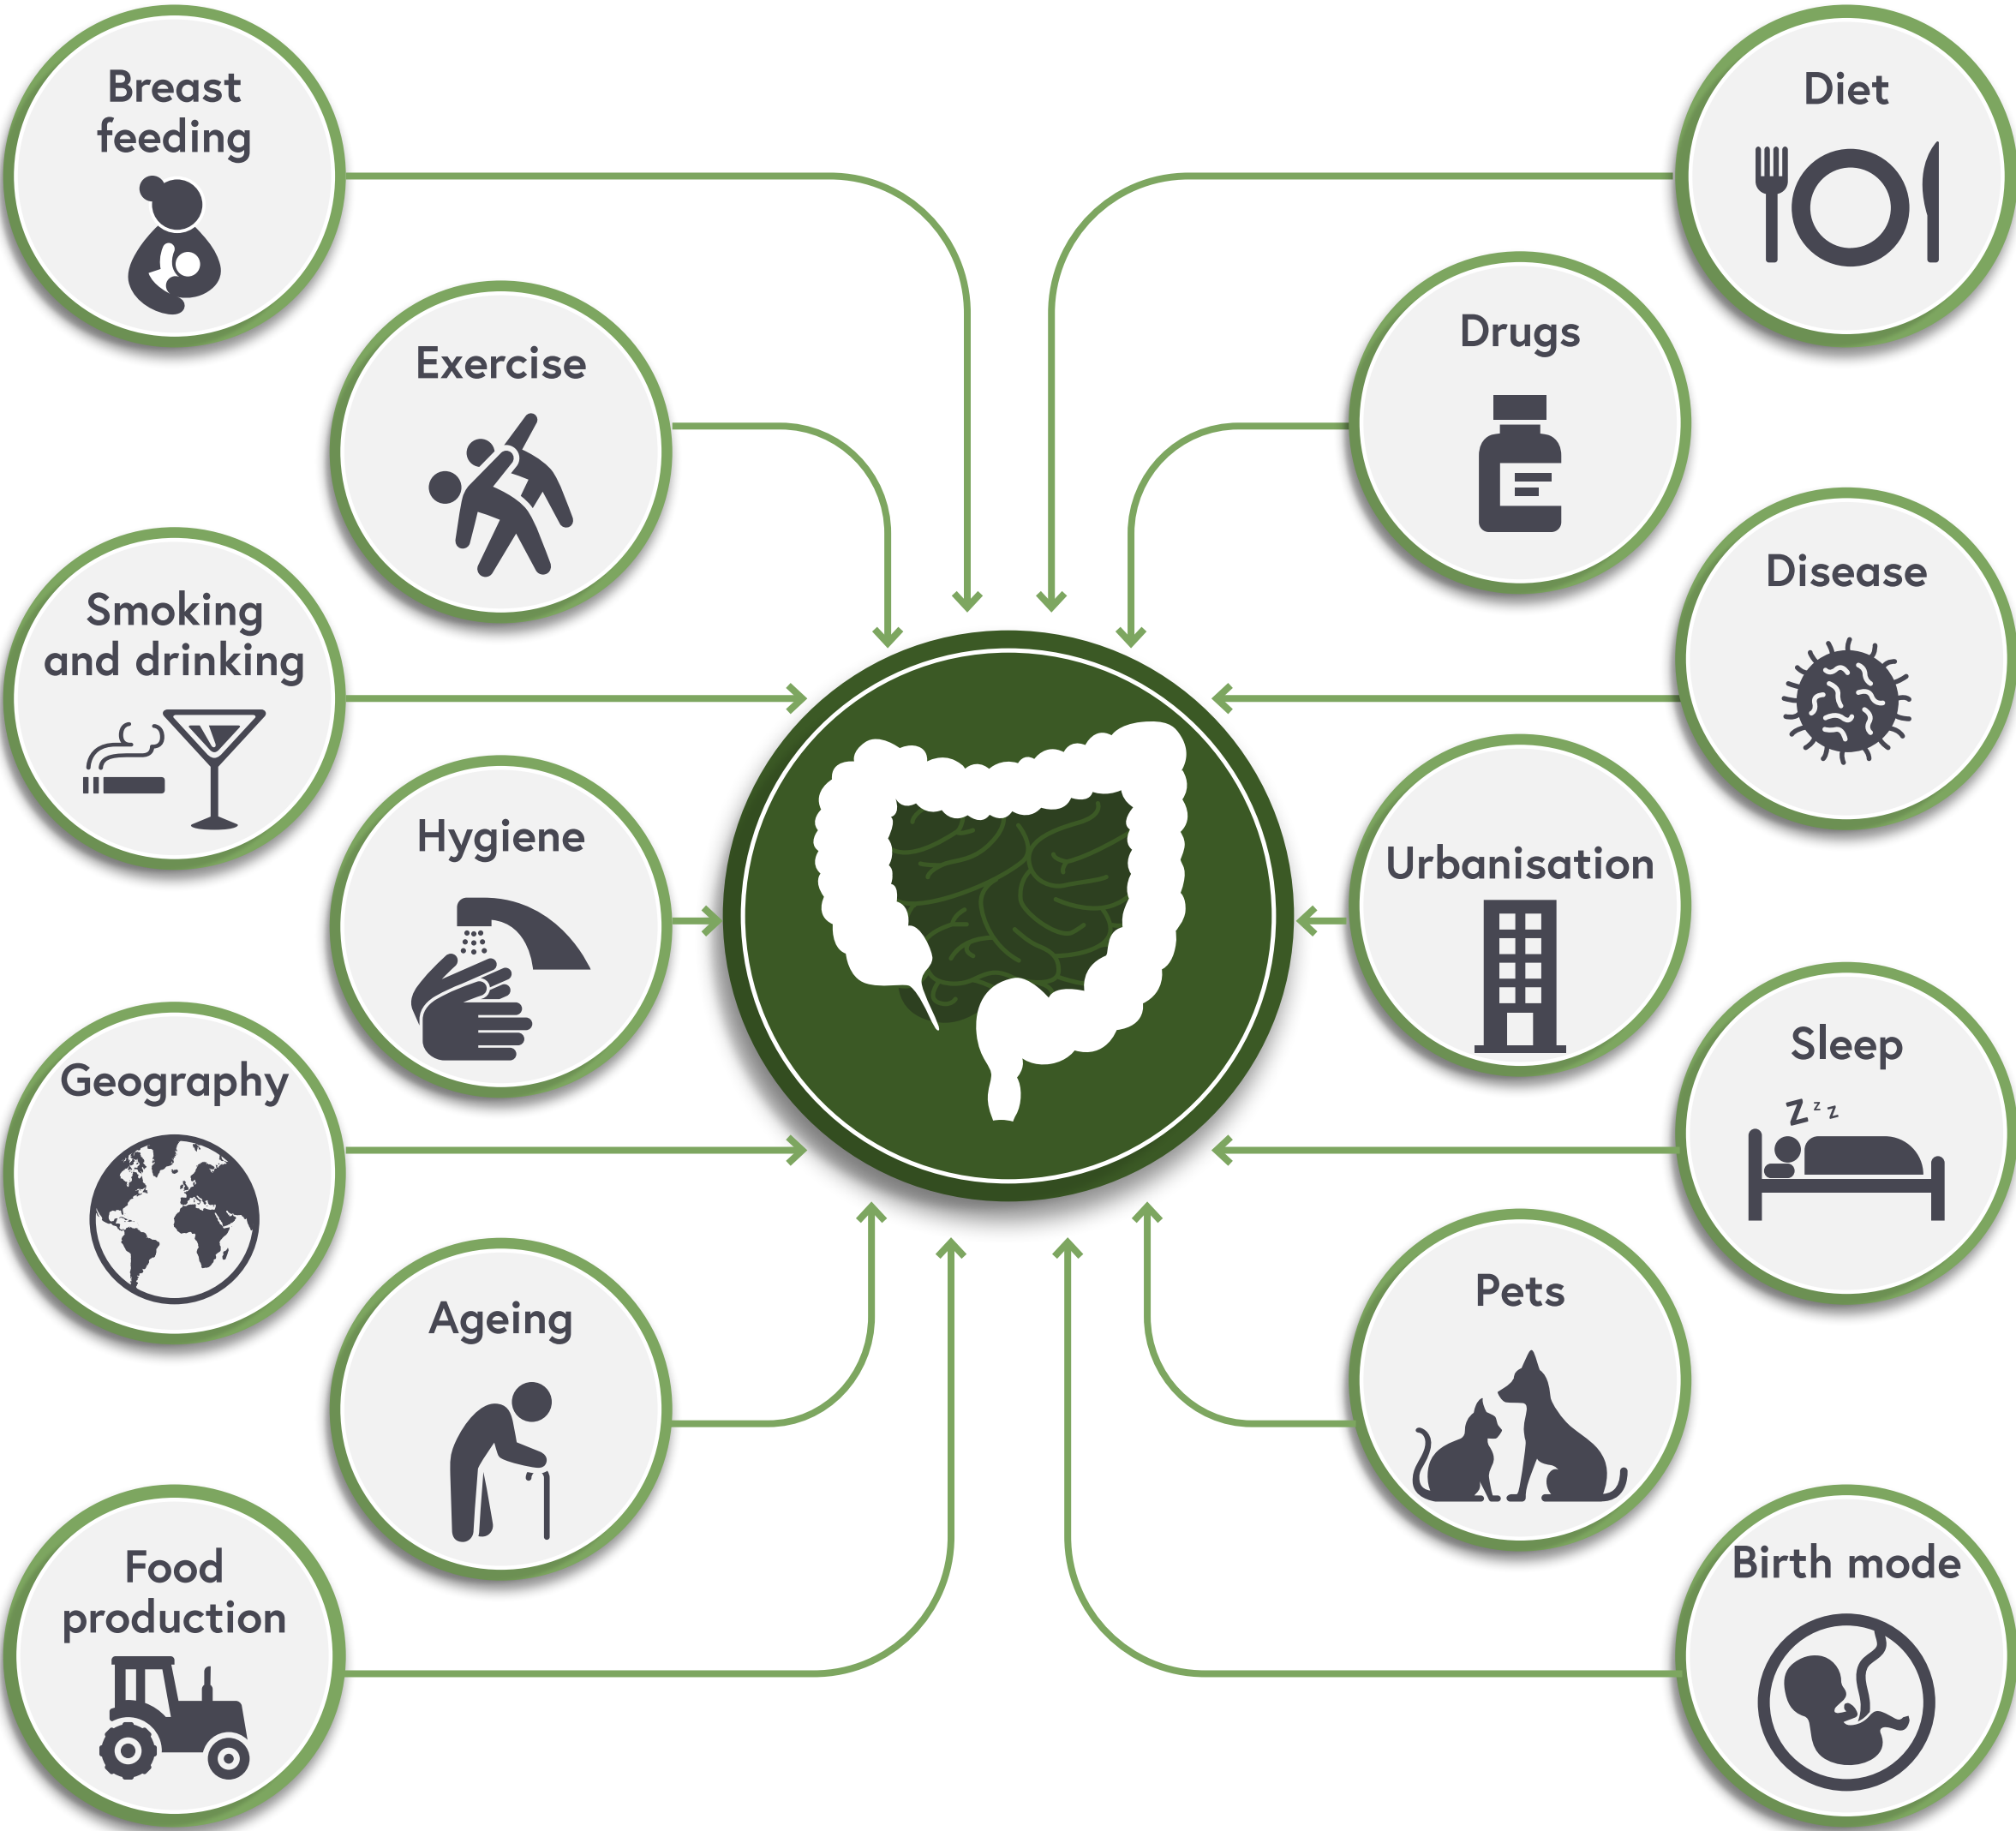 Breast
feeding
Diet
Exercise
Drugs
Smoking
and drinking
Disease
Hygiene
Urbanisation
Geography
Sleep
z z z
Ageing
Pets
Food
production
Birth mode